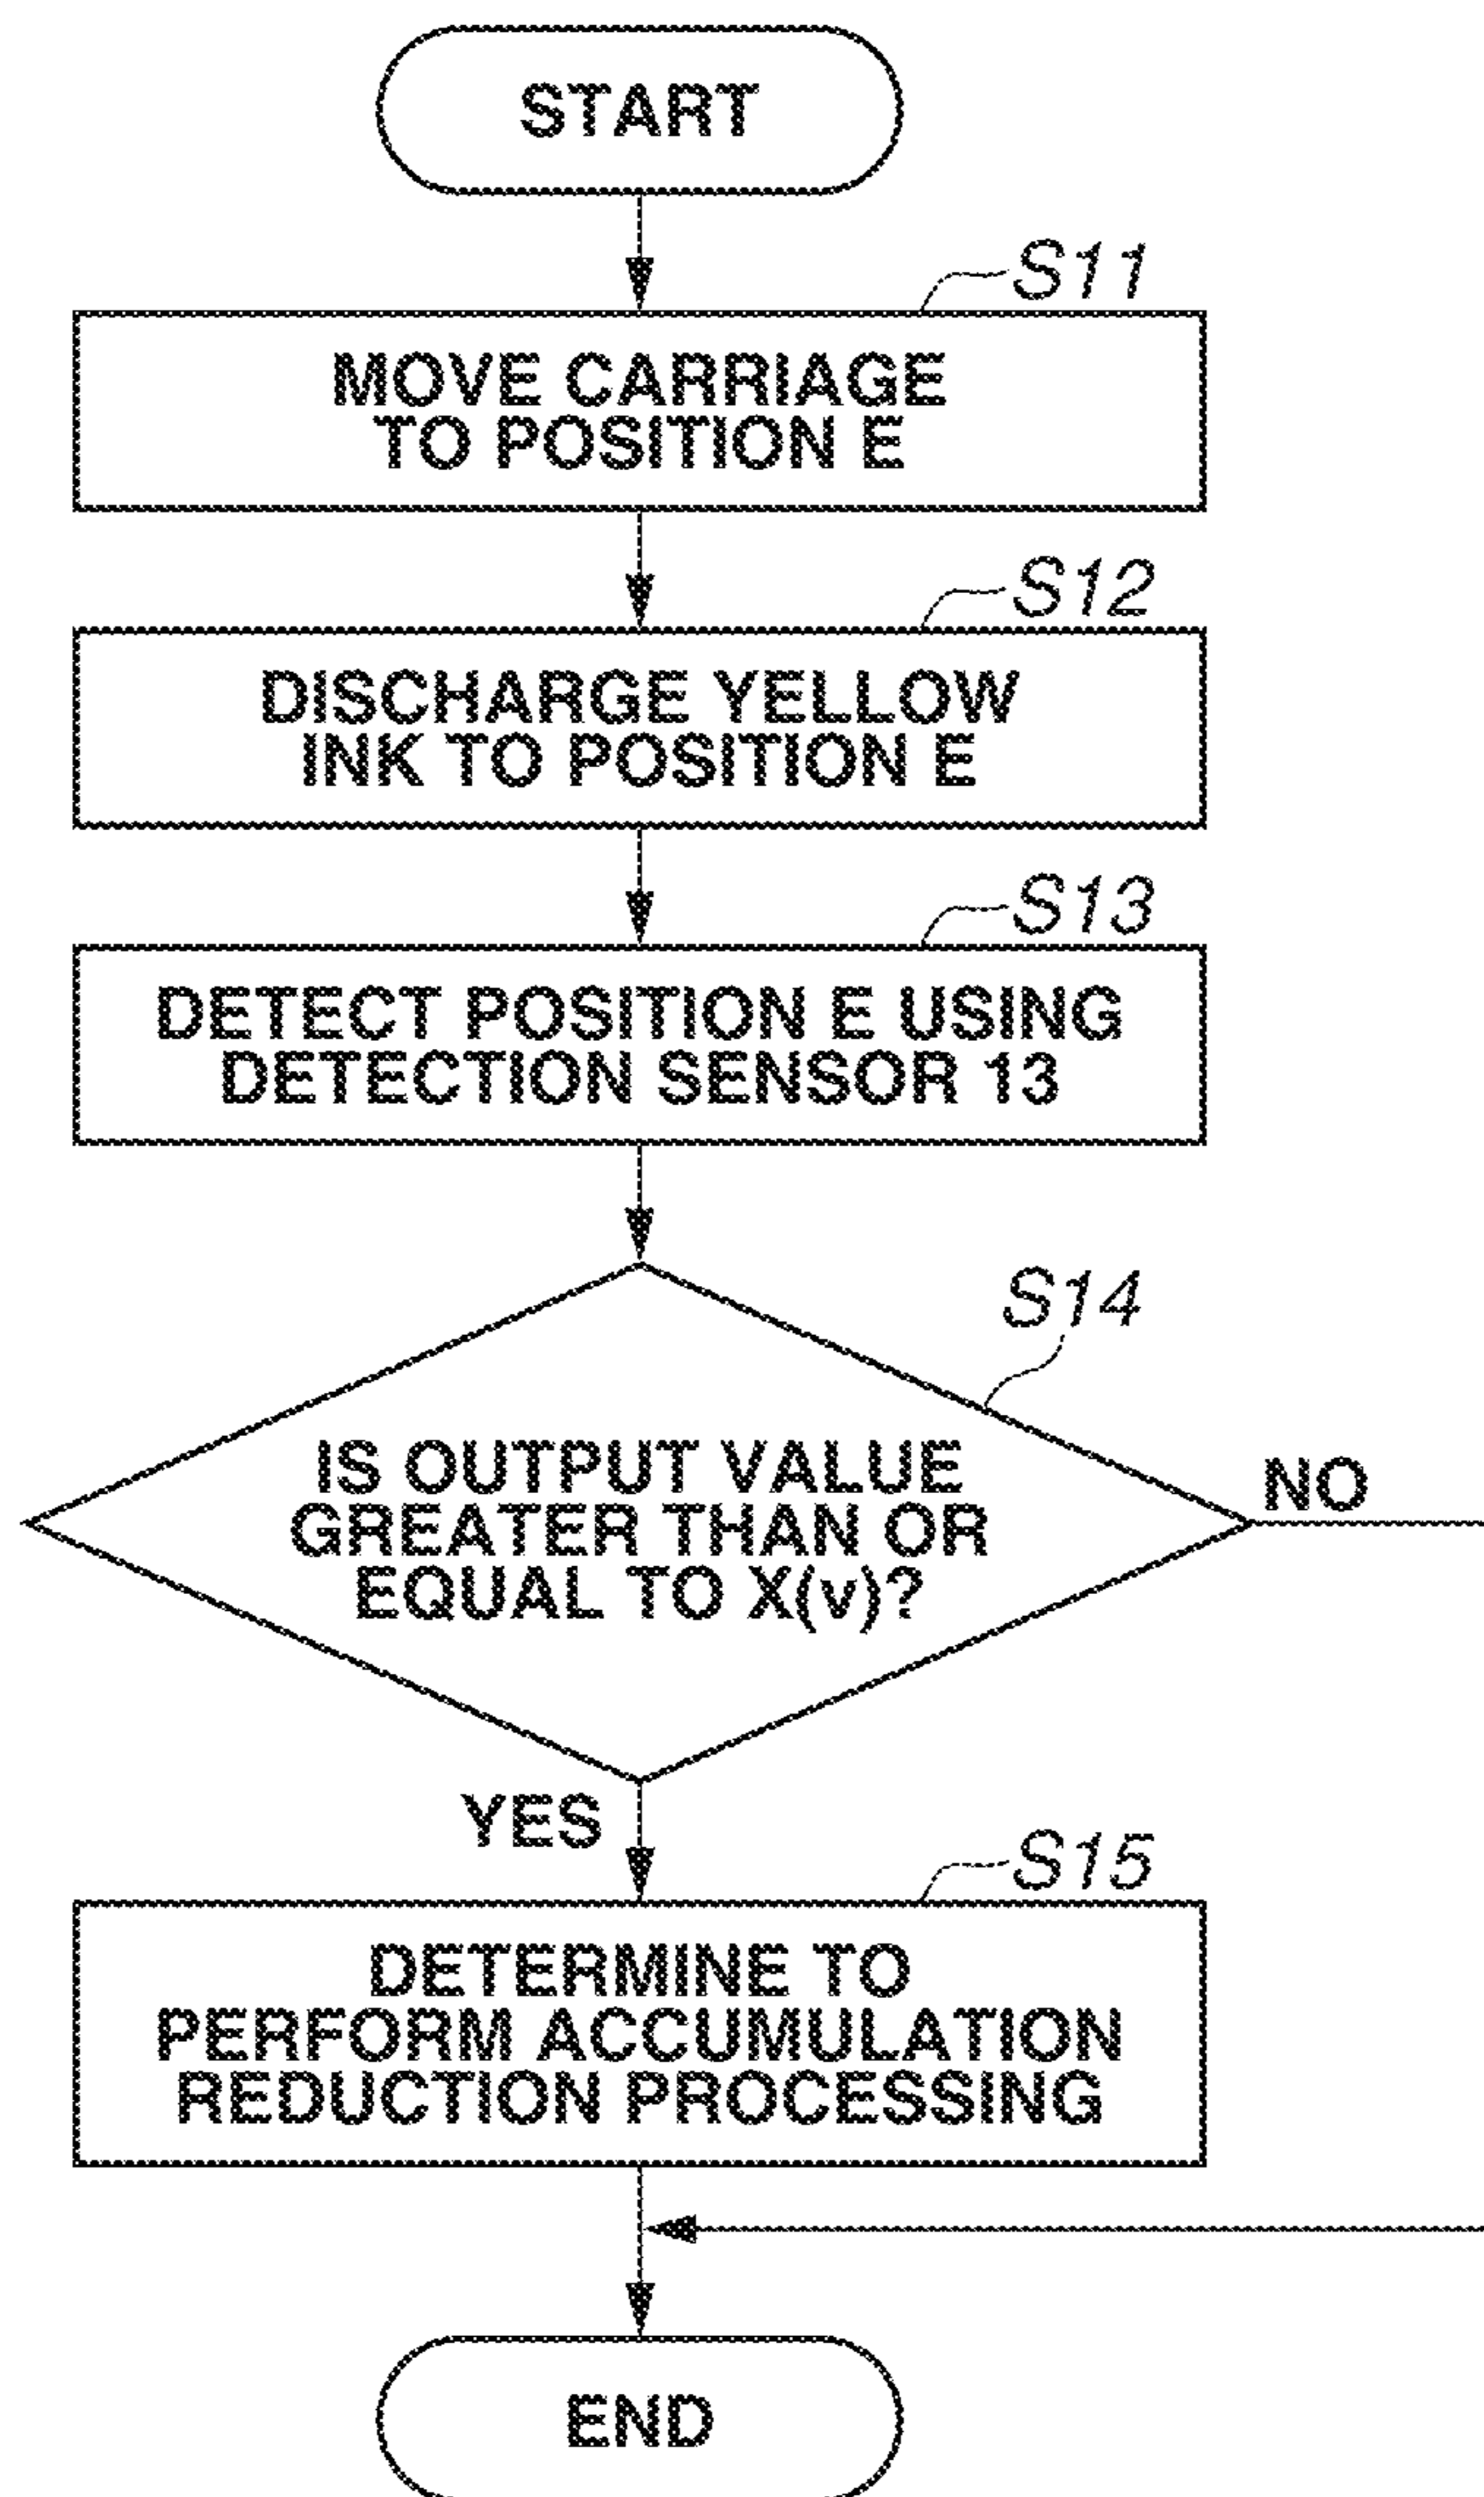 START
S11
MOVE CARRIAGE
TO POSITION E
S12
DISCHARGE YELLOW
INK TO POSITION E
S13
DETECT POSITION E USING
DETECTION SENSOR 13
S14
IS OUTPUT VALUE
GREATER THAN OR
EQUAL TO X(v)?
NO
YES
S15
DETERMINE TO
PERFORM ACCUMULATION
REDUCTION PROCESSING
END